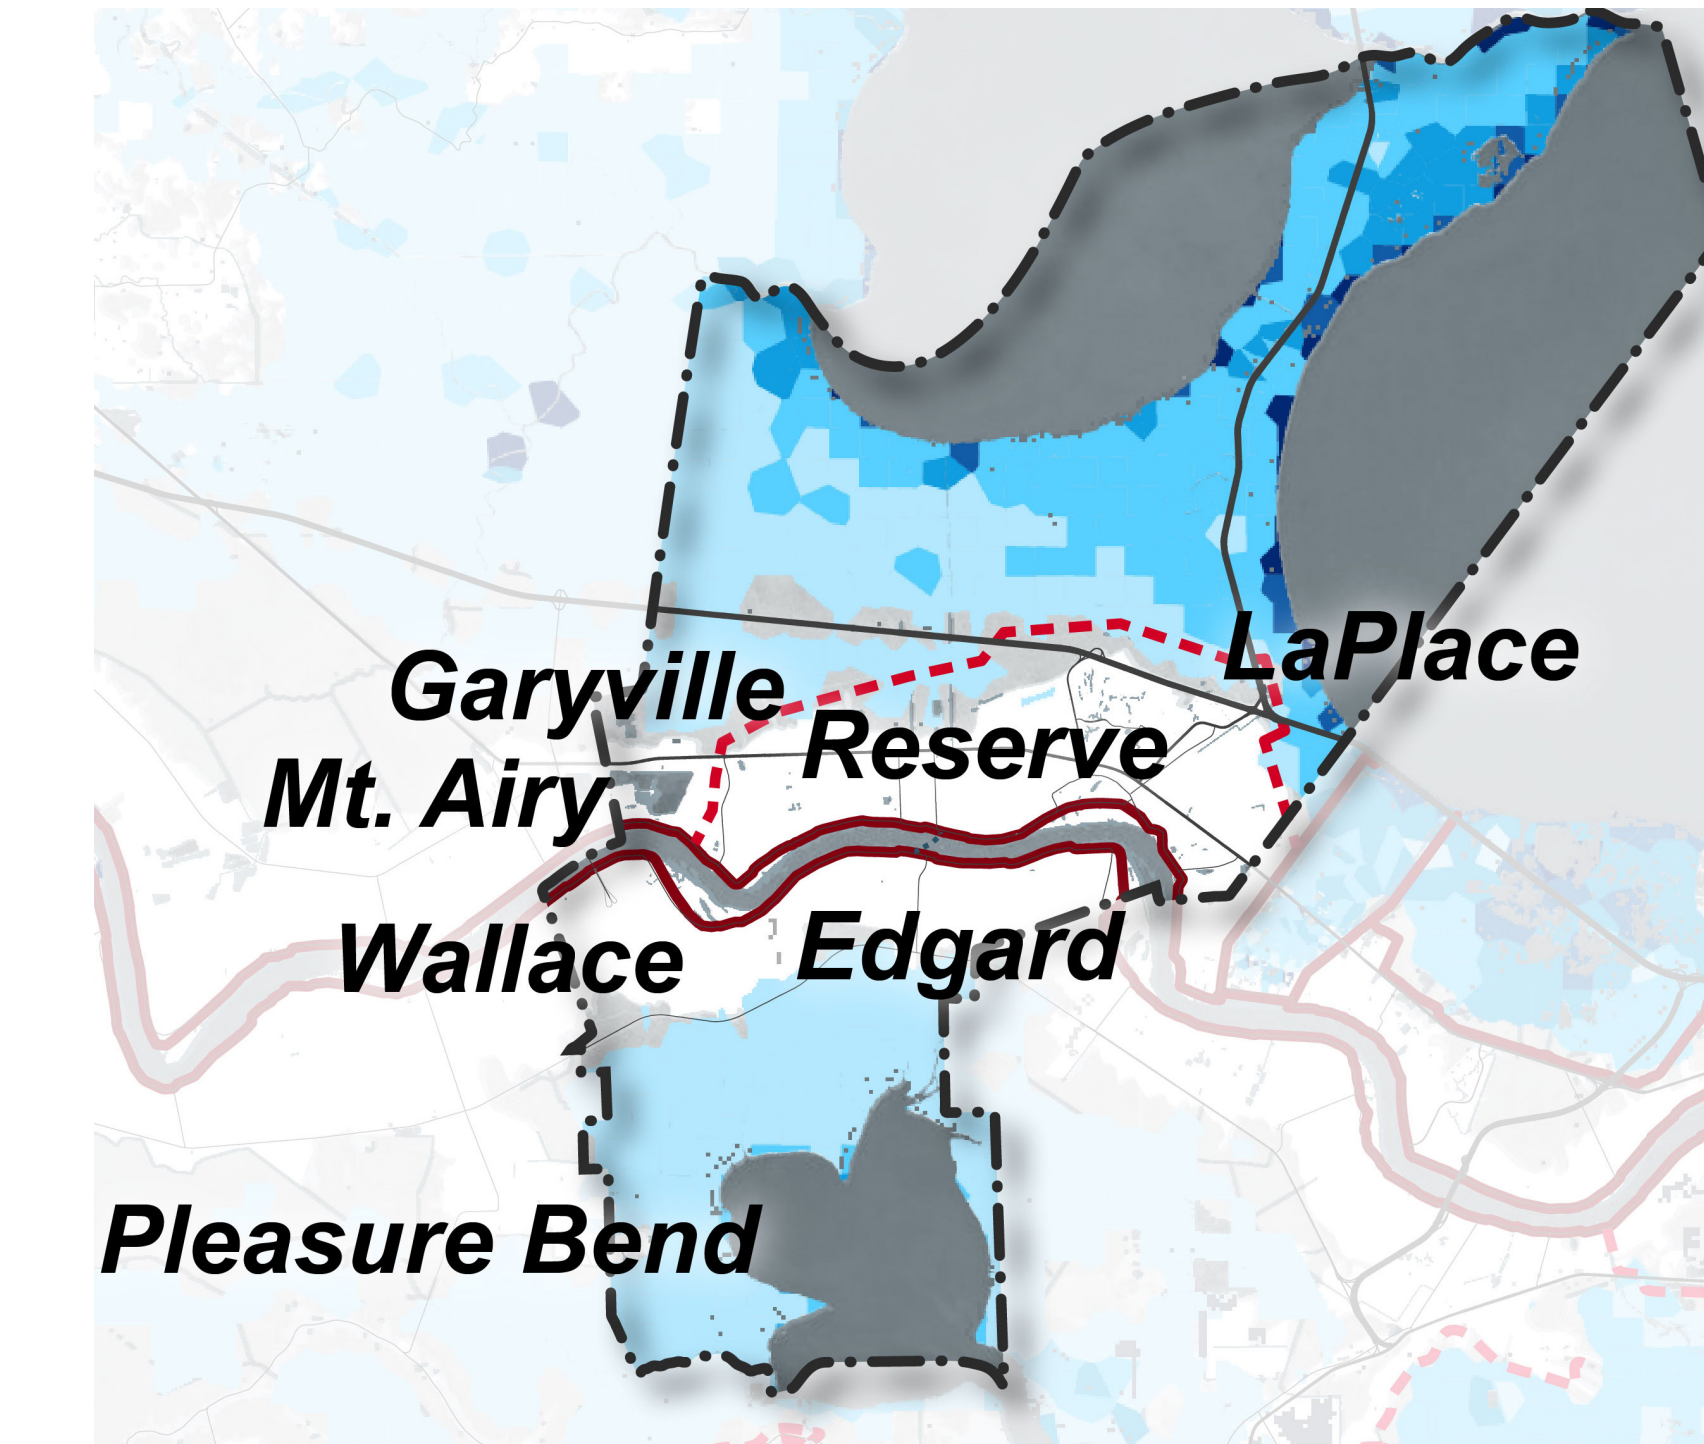 LaPlace
Garyville
Reserve
Mt. Airy
Wallace
Edgard
Pleasure Bend